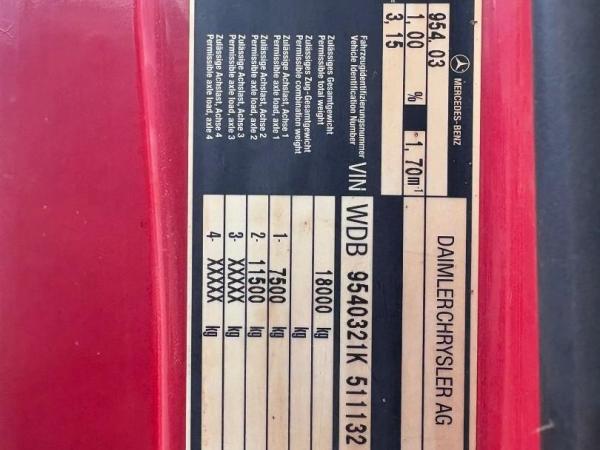 MERCEDES-BENZ
DAIMLERCHRYSLER AG
954.03
1,00 % 1,70m⁻¹
3,15
Fahrzeugidentifizierungsnummer
Vehicle Identification Number
VIN WDB 9540321K 511132
Zulässiges Gesamtgewicht
Permissible total weight
18000 kg
Zulässiges Zug-Gesamtgewicht
Permissible combination weight
kg
Zulässige Achslast, Achse 1
Permissible axle load, axle 1
1- 7500 kg
Zulässige Achslast, Achse 2
Permissible axle load, axle 2
2- 11500 kg
Zulässige Achslast, Achse 3
Permissible axle load, axle 3
3- XXXXX kg
Zulässige Achslast, Achse 4
Permissible axle load, axle 4
4- XXXXX kg